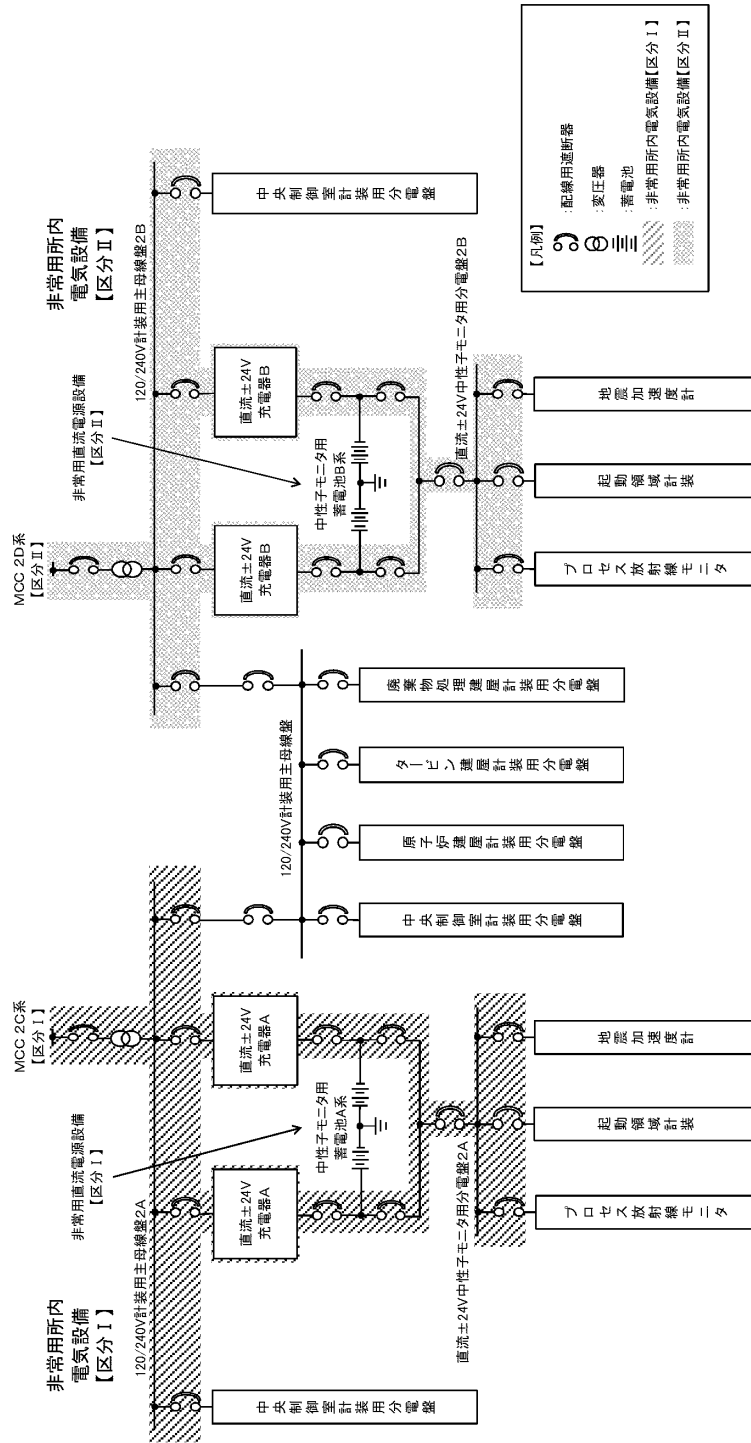 非常用所内
電気設備
【区分Ⅰ】
非常用直流電源設備
【区分Ⅰ】
MCC 2C系
【区分Ⅰ】
120/240V計装用主母線盤2A
中央制御室計装用分電盤
直流±24V
充電器A
直流±24V
充電器A
中性子モニタ用
蓄電池A系
直流±24V中性子モニタ用分電盤2A
プロセス放射線モニタ
起動領域計装
地震加速度計
120/240V計装用主母線盤
中央制御室計装用分電盤
原子炉建屋計装用分電盤
タービン建屋計装用分電盤
廃棄物処理建屋計装用分電盤
MCC 2D系
【区分Ⅱ】
非常用直流電源設備
【区分Ⅱ】
非常用所内
電気設備
【区分Ⅱ】
120/240V計装用主母線盤2B
直流±24V
充電器B
直流±24V
充電器B
中性子モニタ用
蓄電池B系
中央制御室計装用分電盤
直流±24V中性子モニタ用分電盤2B
プロセス放射線モニタ
起動領域計装
地震加速度計
【凡例】
:配線用遮断器
:変圧器
:蓄電池
:非常用所内電気設備【区分Ⅰ】
:非常用所内電気設備【区分Ⅱ】